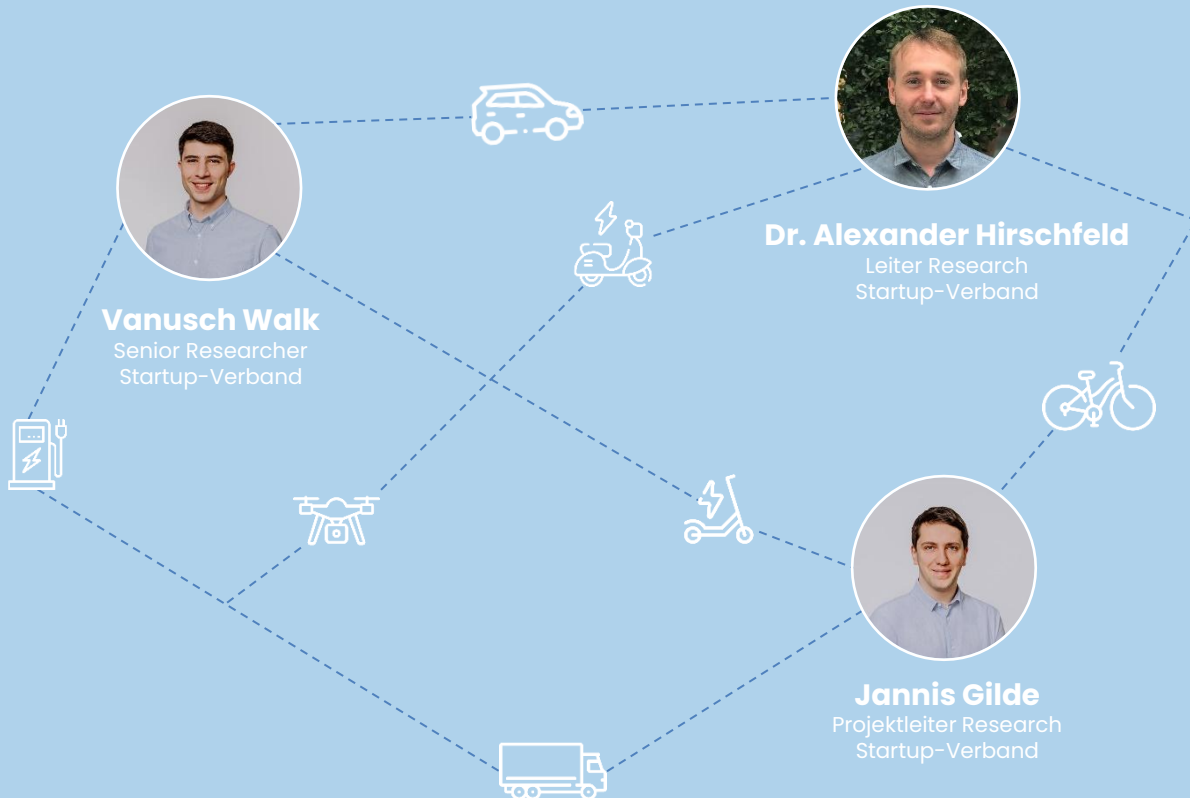 Dr. Alexander Hirschfeld
Leiter Research
Startup-Verband
Vanusch Walk
Senior Researcher
Startup-Verband
Jannis Gilde
Projektleiter Research
Startup-Verband